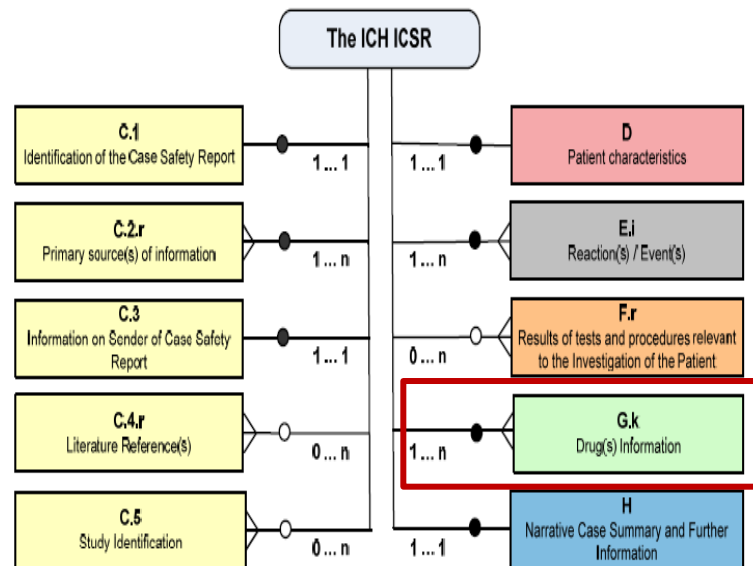 The ICH ICSR
C.1
Identification of the Case Safety Report
1 ... 1
C.2.r
Primary source(s) of information
1 ... n
C.3
Information on Sender of Case Safety
Report
1 ... 1
C.4.r
Literature Reference(s)
0 ... n
C.5
Study Identification
0 ... n
D
Patient characteristics
1 ... 1
E.i
Reaction(s) / Event(s)
1 ... n
F.r
Results of tests and procedures relevant
to the Investigation of the Patient
0 ... n
G.k
Drug(s) Information
1 ... n
H
Narrative Case Summary and Further
Information
1 ... 1